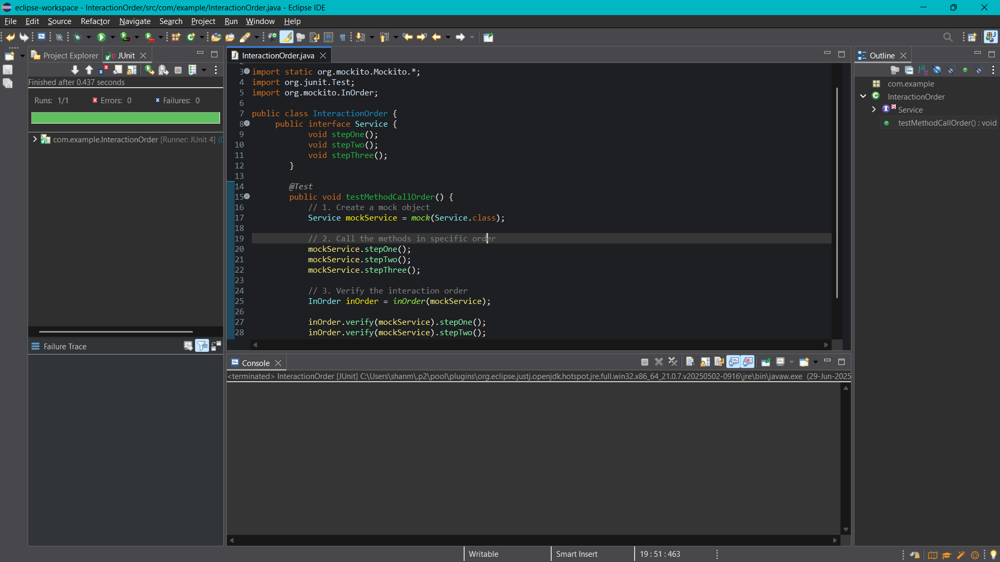 eclipse-workspace - InteractionOrder/src/com/example/InteractionOrder.java - Eclipse IDE
File Edit Source Refactor Navigate Search Project Run Window Help
Project Explorer
JUnit
Finished after 0.437 seconds
Runs: 1/1 Errors: 0 Failures: 0
com.example.InteractionOrder [Runner: JUnit 4]
Failure Trace
InteractionOrder.java
3 import static org.mockito.Mockito.*;
4 import org.junit.Test;
5 import org.mockito.InOrder;
6
7 public class InteractionOrder {
8 public interface Service {
9 void stepOne();
10 void stepTwo();
11 void stepThree();
12 }
13
14 @Test
15 public void testMethodCallOrder() {
16 // 1. Create a mock object
17 Service mockService = mock(Service.class);
18
19 // 2. Call the methods in specific order
20 mockService.stepOne();
21 mockService.stepTwo();
22 mockService.stepThree();
23
24 // 3. Verify the interaction order
25 InOrder inOrder = inOrder(mockService);
26
27 inOrder.verify(mockService).stepOne();
28 inOrder.verify(mockService).stepTwo();
Console
<terminated> InteractionOrder [JUnit] C:\Users\shanm\.p2\pool\plugins\org.eclipse.justj.openjdk.hotspot.jre.full.win32.x86_64_21.0.7.v20250502-0916\jre\bin\javaw.exe (29-Jun-2025
Outline
com.example
InteractionOrder
Service
testMethodCallOrder() : void
Writable
Smart Insert
19 : 51 : 463